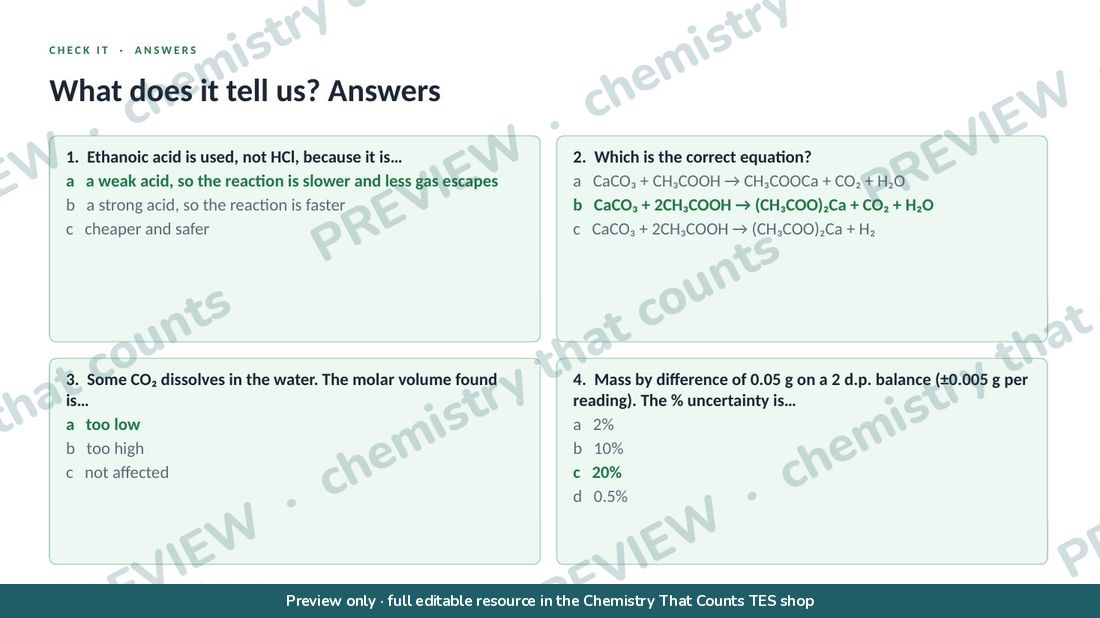 CHECK IT · ANSWERS
What does it tell us? Answers
1. Ethanoic acid is used, not HCl, because it is...
a a weak acid, so the reaction is slower and less gas escapes
b a strong acid, so the reaction is faster
c cheaper and safer
2. Which is the correct equation?
a CaCO₃ + CH₃COOH → CH₃COOCa + CO₂ + H₂O
b CaCO₃ + 2CH₃COOH → (CH₃COO)₂Ca + CO₂ + H₂O
c CaCO₃ + 2CH₃COOH → (CH₃COO)₂Ca + H₂
3. Some CO₂ dissolves in the water. The molar volume found
is...
a too low
b too high
c not affected
4. Mass by difference of 0.05 g on a 2 d.p. balance (±0.005 g per
reading). The % uncertainty is...
a 2%
b 10%
c 20%
d 0.5%
PREVIEW · chemistry that counts
Preview only · full editable resource in the Chemistry That Counts TES shop